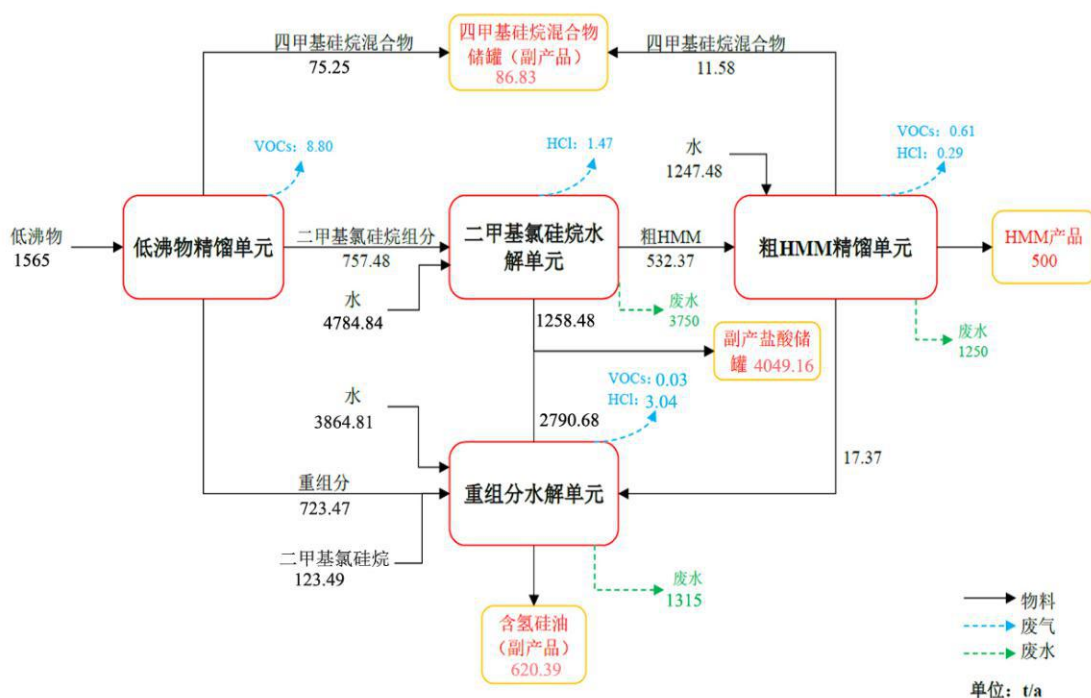 四甲基硅烷混合物
75.25
四甲基硅烷混合物
储罐（副产品）
86.83
四甲基硅烷混合物
11.58
VOCs：8.80
HCl：1.47
水
1247.48
VOCs：0.61
HCl：0.29
低沸物
1565
低沸物精馏单元
二甲基氯硅烷组分
757.48
二甲基氯硅烷水
解单元
粗HMM
532.37
粗HMM精馏单元
HMM产品
500
水
4784.84
1258.48
废水
3750
废水
1250
副产盐酸储
罐 4049.16
水
3864.81
VOCs：0.03
HCl：3.04
2790.68
17.37
重组分
723.47
重组分水解单元
二甲基氯硅烷
123.49
废水
1315
含氢硅油
（副产品）
620.39
物料
废气
废水
单位：t/a